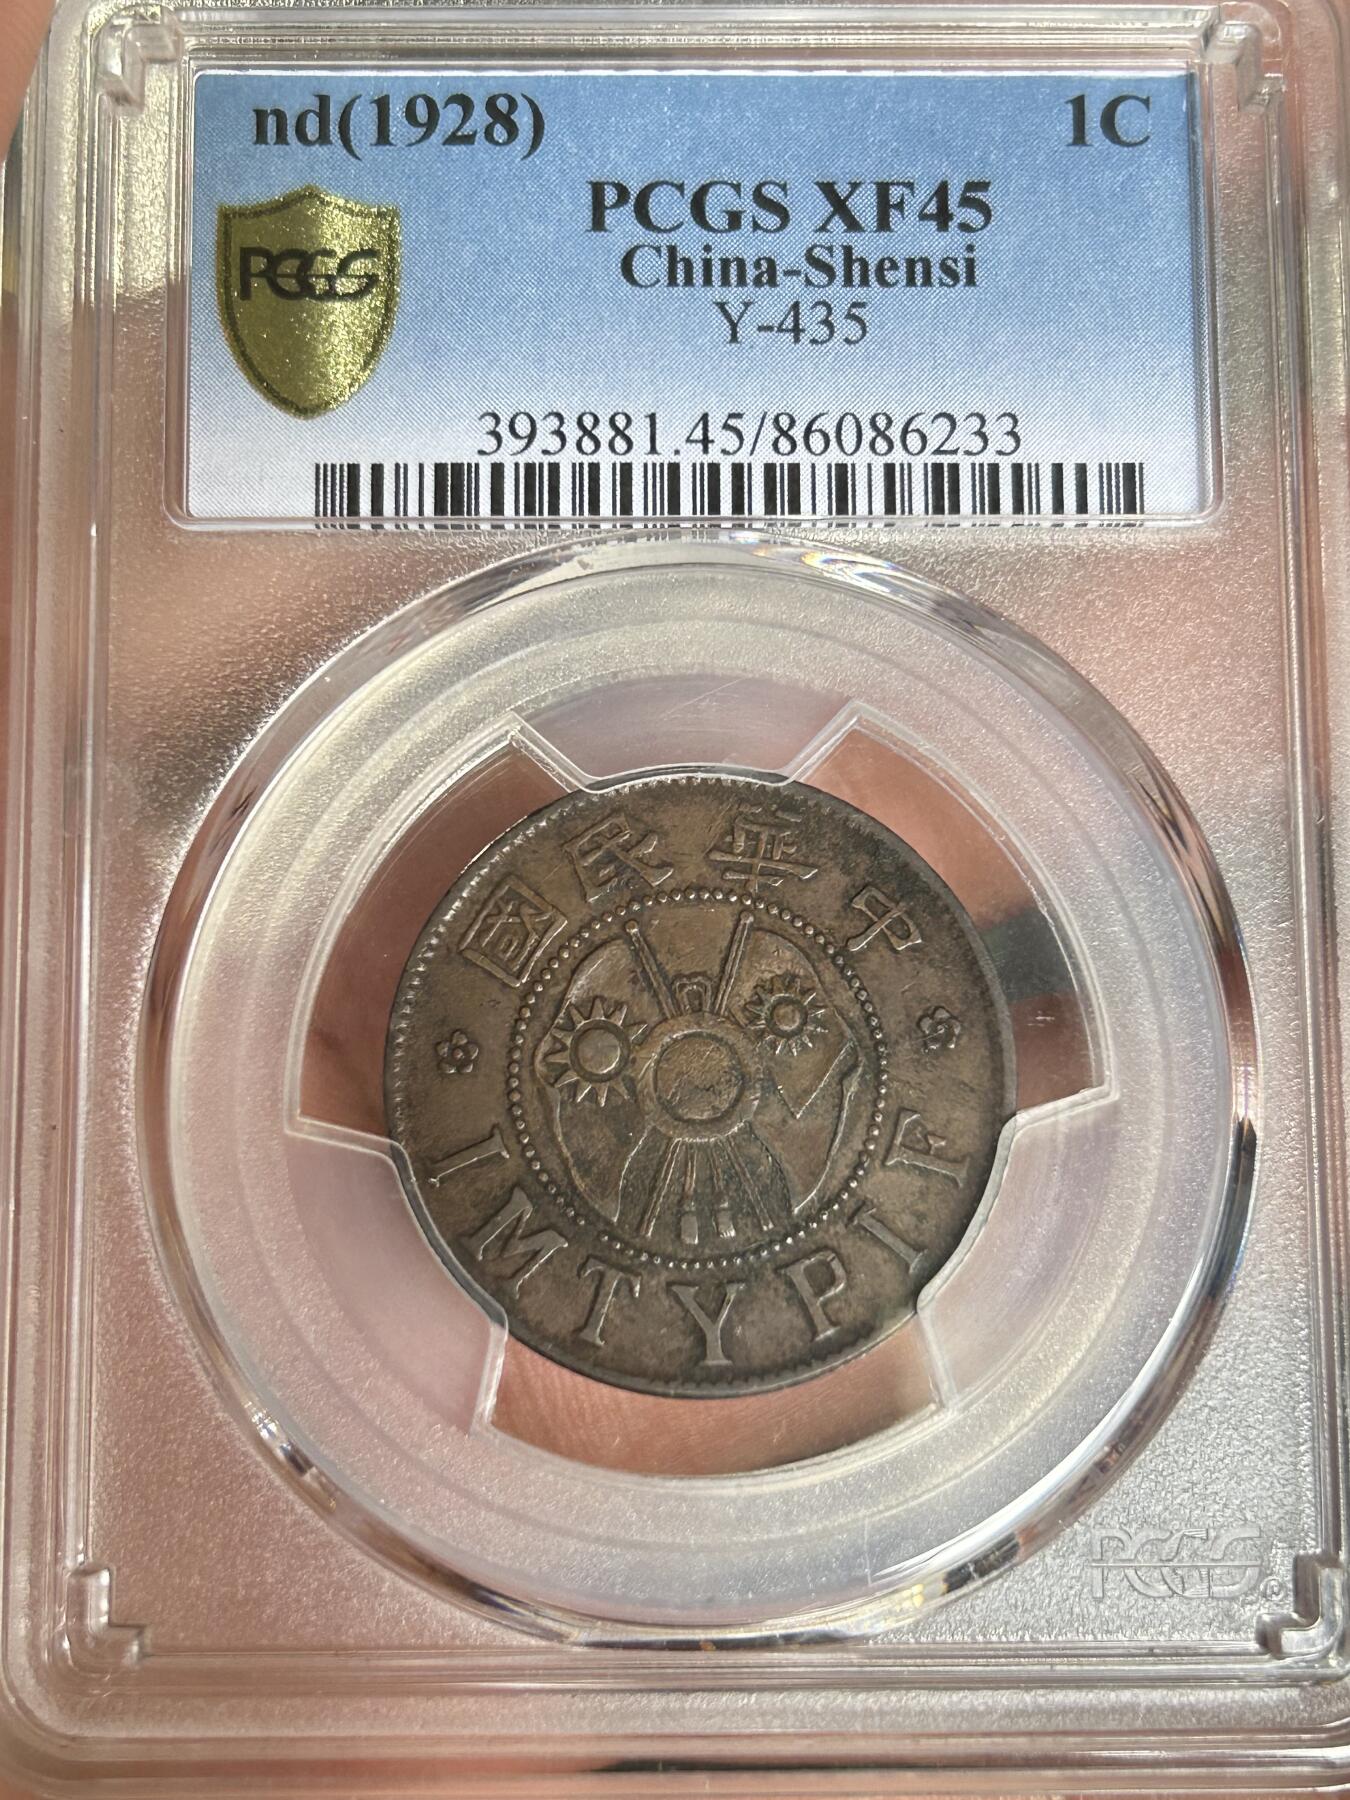 nd(1928) 1C
PCGS XF45
China-Shensi
Y-435
PCGS
393881.45/86086233
中華民國
IMTYPIF
PCGS